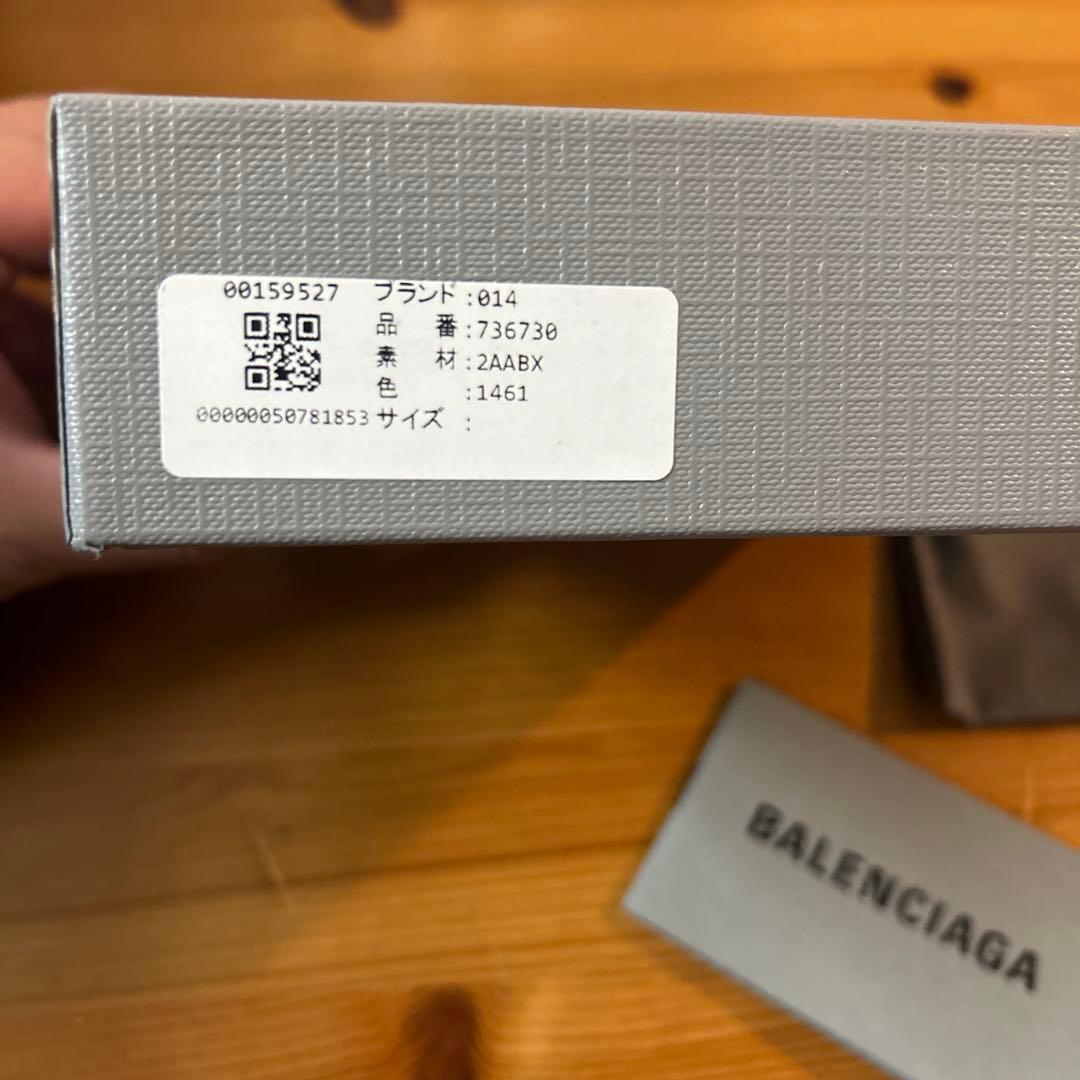 00159527
ブランド:014
品 番:736730
素 材:2AABX
色 :1461
00000050781853
サイズ :
BALENCIAGA